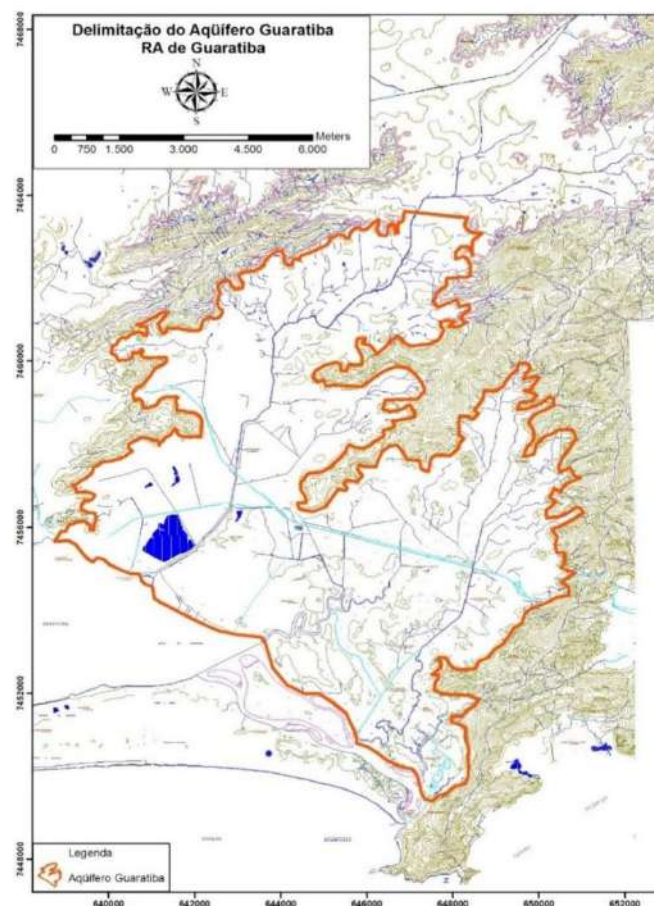 Delimitação do Aqüífero Guaratiba
RA de Guaratiba
N
W E
S
Meters
0 750 1.500 3.000 4.500 6.000
7468000
7464000
7460000
7456000
7452000
7448000
Legenda
Aqüífero Guaratiba
640000 642000 644000 646000 648000 650000 652000